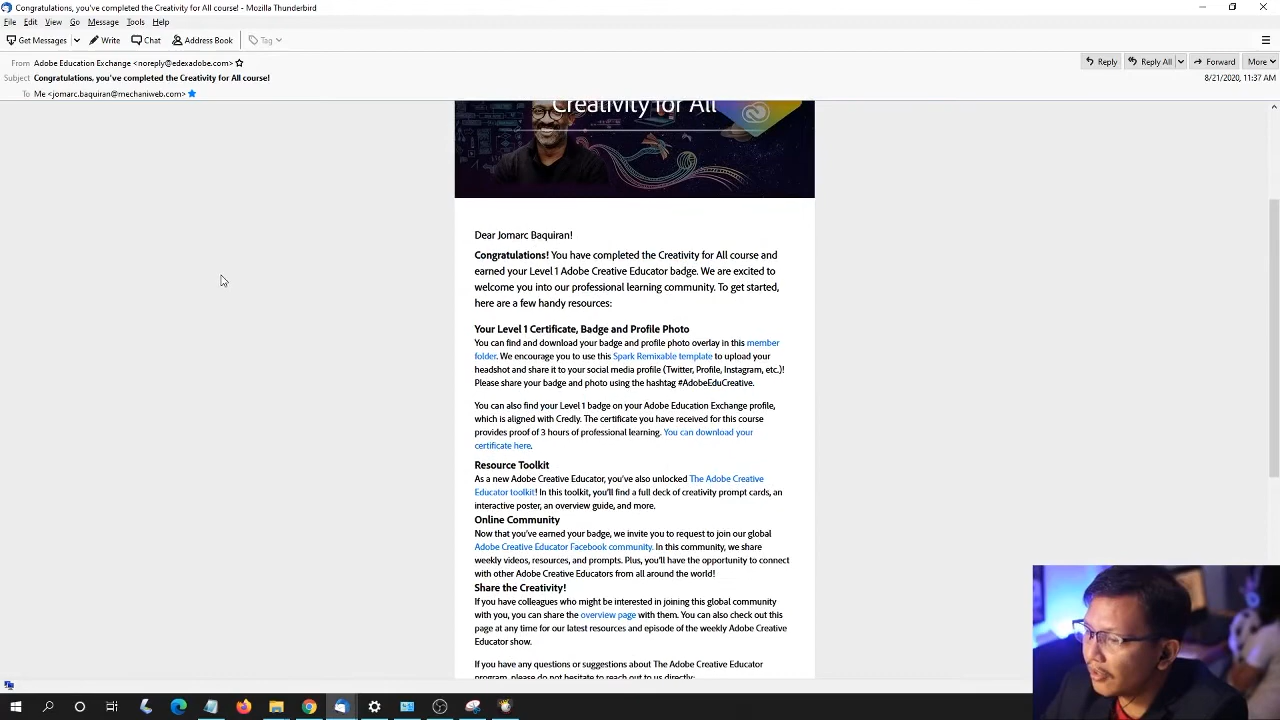 Congratulations, you've completed the Creativity for All course! - Mozilla Thunderbird
File Edit View Go Message Tools Help
Get Messages Write Chat Address Book Tag
From Adobe Education Exchange <noreply@edexadobe.com>
Reply Reply All Forward More
Subject Congratulations, you've completed the Creativity for All course!
8/21/2020, 11:37 AM
To Me <jomarc.baquiran@mechaniweb.com>
Creativity for All
Dear Jomarc Baquiran!
Congratulations! You have completed the Creativity for All course and
earned your Level 1 Adobe Creative Educator badge. We are excited to
welcome you into our professional learning community. To get started,
here are a few handy resources:
Your Level 1 Certificate, Badge and Profile Photo
You can find and download your badge and profile photo overlay in this member
folder. We encourage you to use this Spark Remixable template to upload your
headshot and share it to your social media profile (Twitter, Profile, Instagram, etc.)!
Please share your badge and photo using the hashtag #AdobeEduCreative.
You can also find your Level 1 badge on your Adobe Education Exchange profile,
which is aligned with Credly. The certificate you have received for this course
provides proof of 3 hours of professional learning. You can download your
certificate here.
Resource Toolkit
As a new Adobe Creative Educator, you've also unlocked The Adobe Creative
Educator toolkit! In this toolkit, you'll find a full deck of creativity prompt cards, an
interactive poster, an overview guide, and more.
Online Community
Now that you've earned your badge, we invite you to request to join our global
Adobe Creative Educator Facebook community. In this community, we share
weekly videos, resources, and prompts. Plus, you'll have the opportunity to connect
with other Adobe Creative Educators from all around the world!
Share the Creativity!
If you have colleagues who might be interested in joining this global community
with you, you can share the overview page with them. You can also check out this
page at any time for our latest resources and episode of the weekly Adobe Creative
Educator show.
If you have any questions or suggestions about The Adobe Creative Educator
program, please do not hesitate to reach out to us directly: